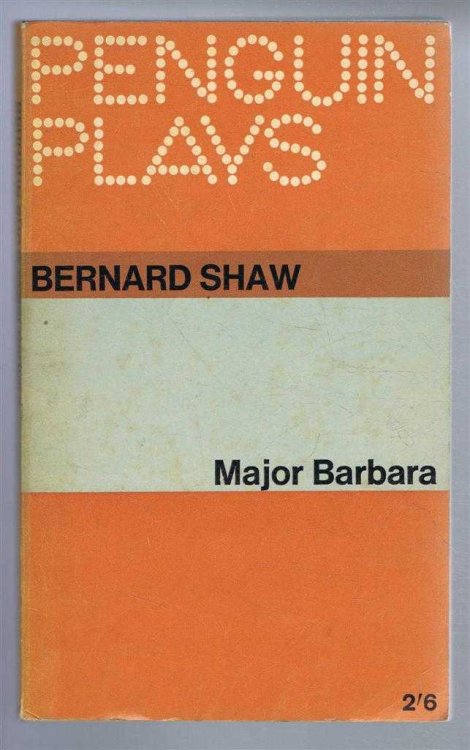 PENGUIN
PLAYS
BERNARD SHAW
Major Barbara
2'6